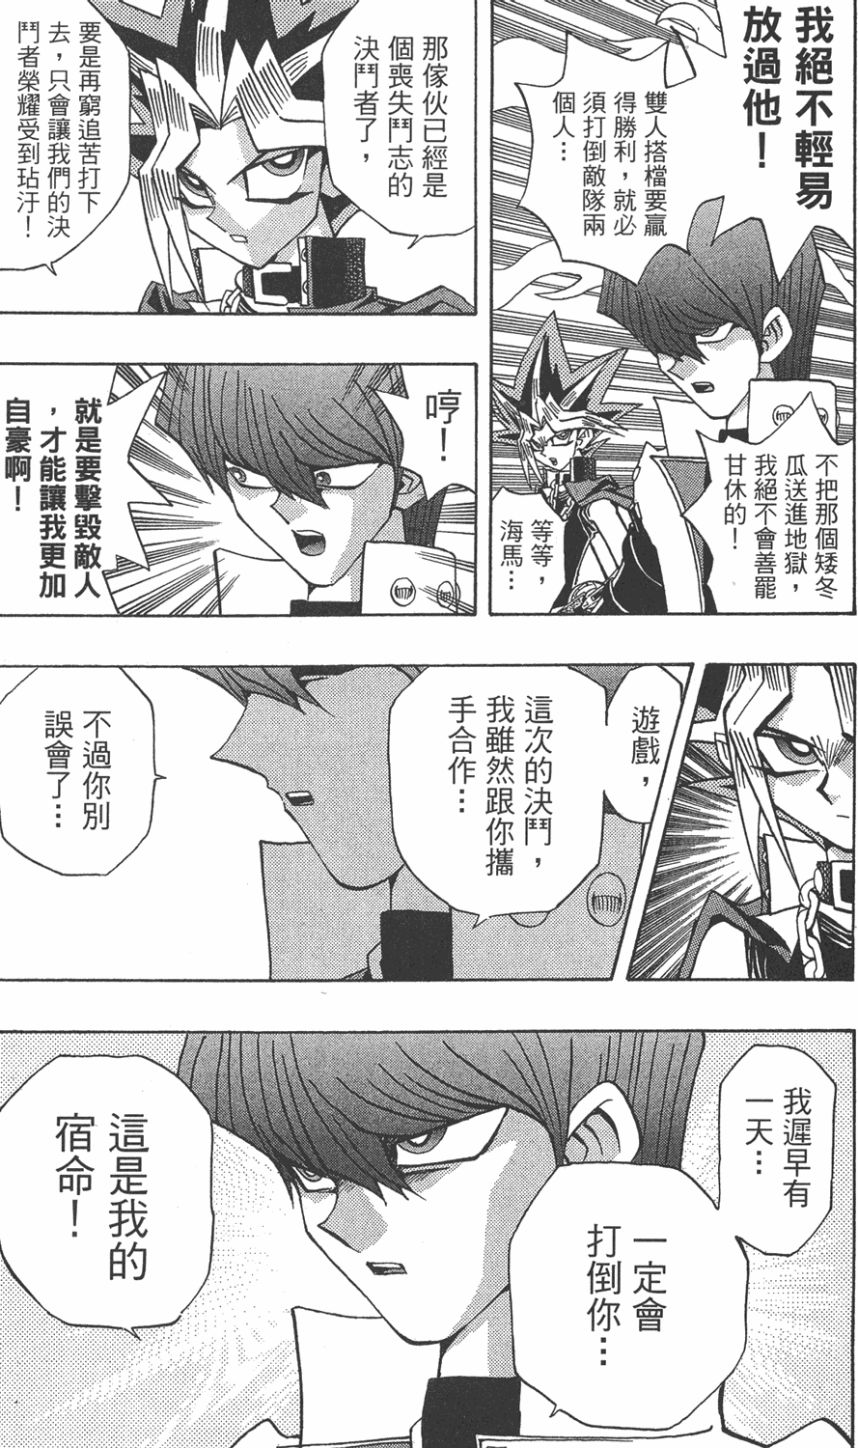 我絕不輕易
放過他！
雙人搭檔要贏
得勝利，就必
須打倒敵隊兩
個人…
不把那個矮冬
瓜送進地獄，
我絕不會善罷
甘休的！
等等，
海馬…
那傢伙已經是
個喪失鬥志的
決鬥者了，
要是再窮追苦打下
去，只會讓我們的決
鬥者榮耀受到玷汙！
哼！
就是要擊毀敵人
，才能讓我更加
自豪啊！
遊戲，
這次的決鬥，
我雖然跟你攜
手合作…
不過你別
誤會了…
我遲早有
一天…
一定會
打倒你…
這是我的
宿命！